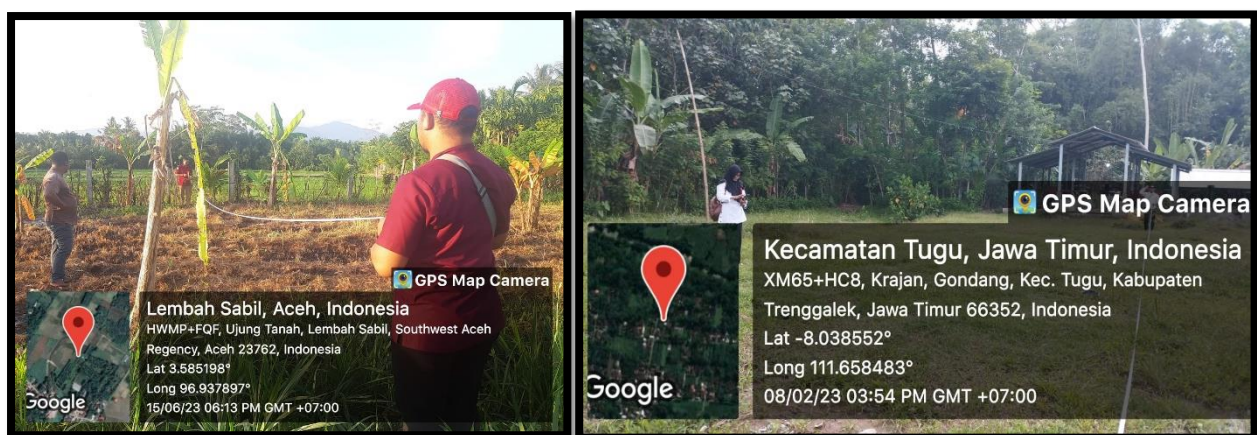 GPS Map Camera
Lembah Sabil, Aceh, Indonesia
HWMP+FQF, Ujung Tanah, Lembah Sabil, Southwest Aceh
Regency, Aceh 23762, Indonesia
Lat 3.585198°
Long 96.937897°
15/06/23 06:13 PM GMT +07:00
Google
GPS Map Camera
Kecamatan Tugu, Jawa Timur, Indonesia
XM65+HC8, Krajan, Gondang, Kec. Tugu, Kabupaten
Trenggalek, Jawa Timur 66352, Indonesia
Lat -8.038552°
Long 111.658483°
08/02/23 03:54 PM GMT +07:00
Google